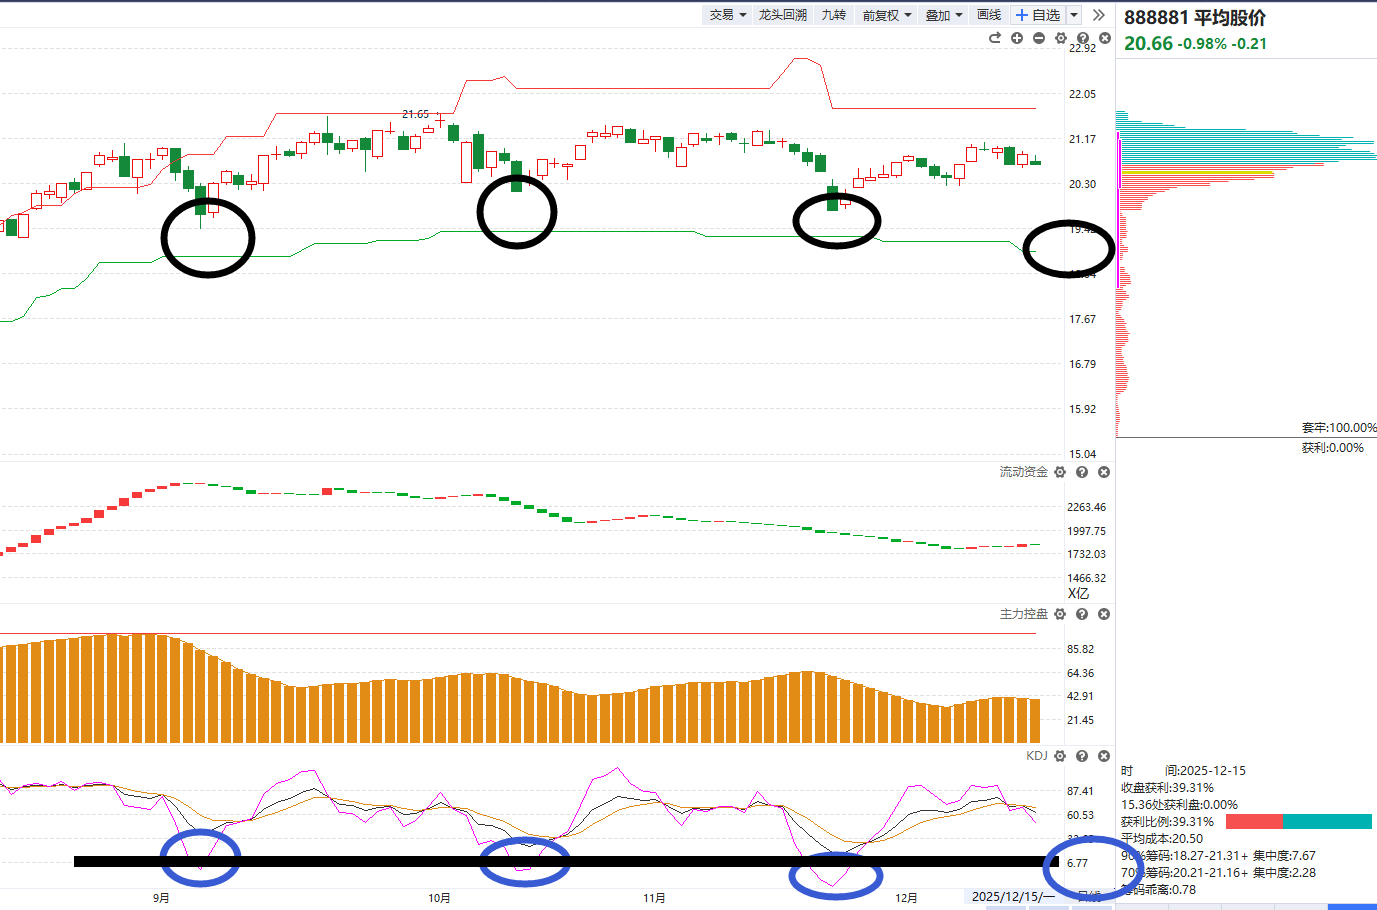 交易 龙头回溯 九转 前复权 叠加 画线 自选
888881 平均股价
20.66 -0.98% -0.21
22.92
22.05
21.65
21.17
20.30
17.67
16.79
15.92
15.04
套牢:100.00%
获利:0.00%
流动资金
2263.46
1997.75
1732.03
1466.32
X亿
主力控盘
85.82
64.36
42.91
21.45
KDJ
87.41
60.53
6.77
时 间:2025-12-15
收盘获利:39.31%
15.36处获利盘:0.00%
获利比例:39.31%
平均成本:20.50
90%筹码:18.27-21.31+ 集中度:7.67
70%筹码:20.21-21.16+ 集中度:2.28
筹码乖离:0.78
9月 10月 11月 12月 2025/12/15/一 日线